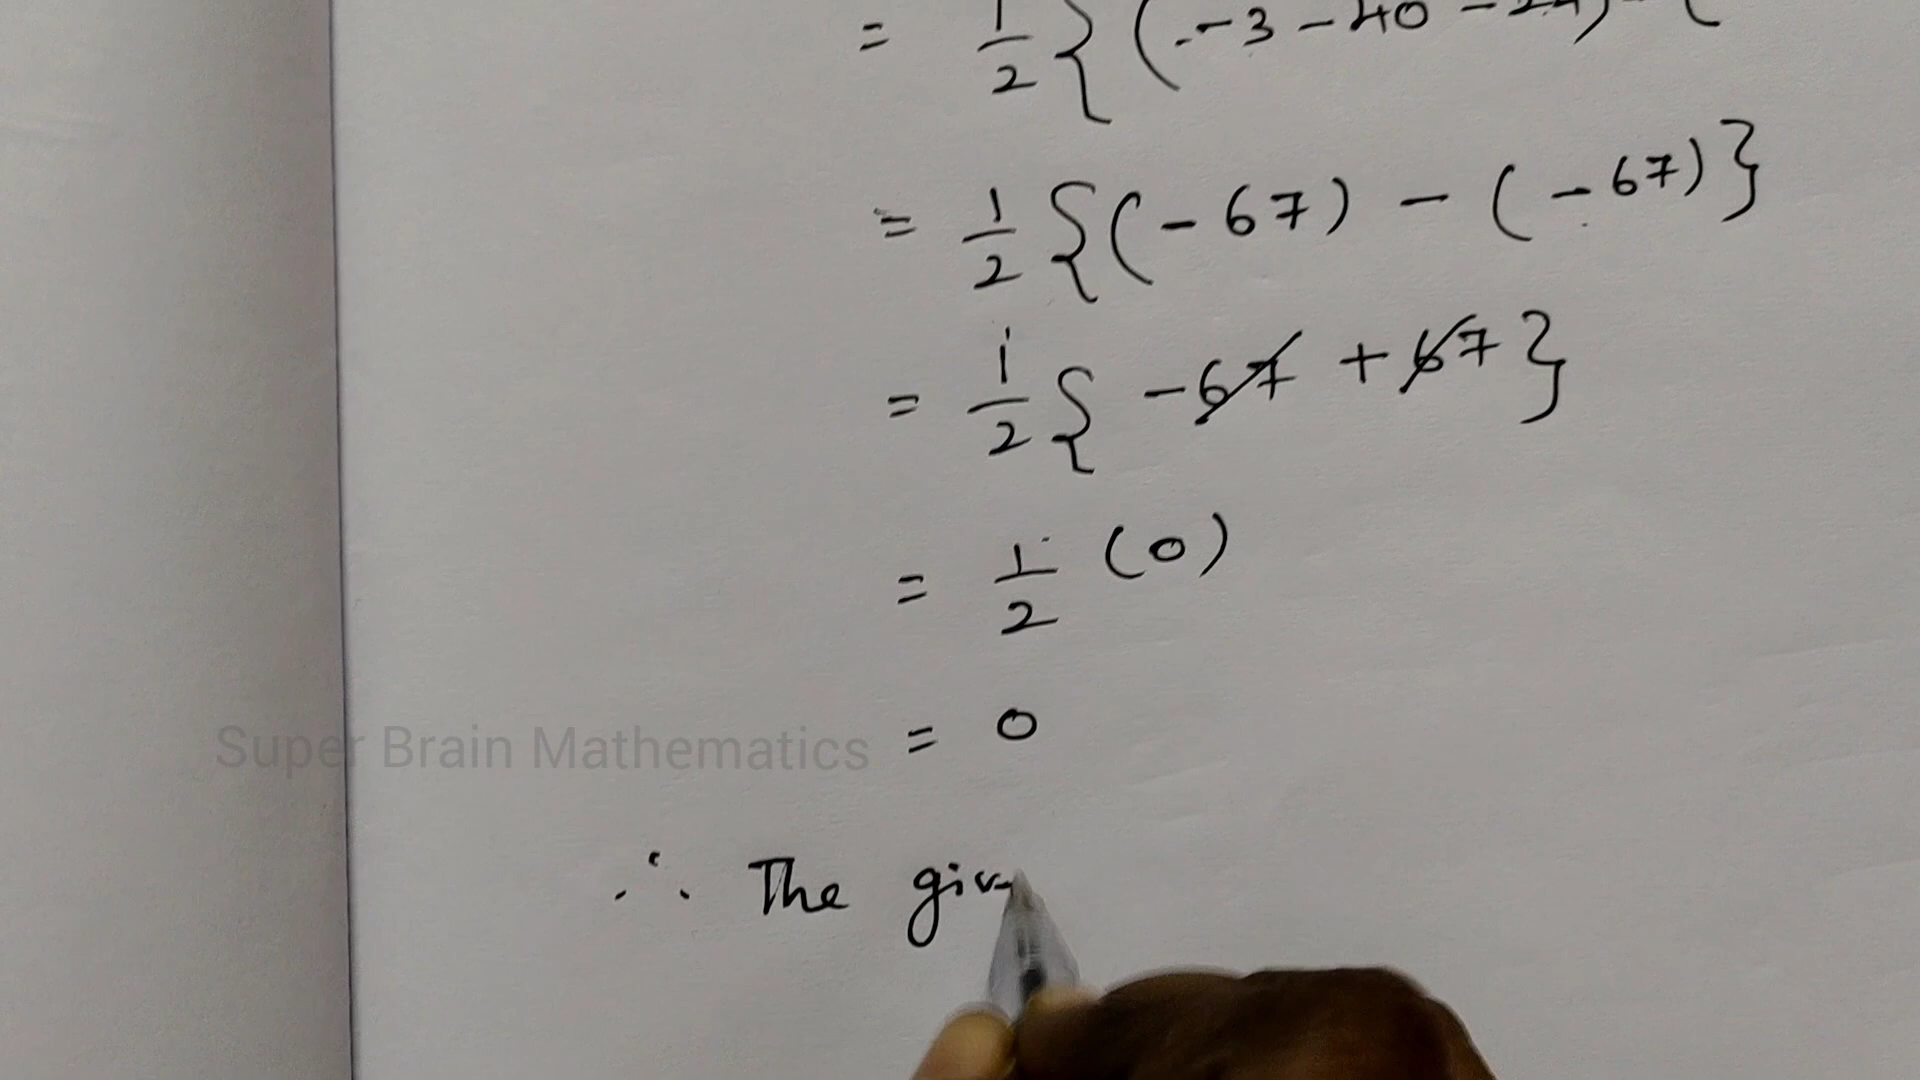 = 1/2 { (-3 - 40 - 24) - (
= 1/2 { (-67) - (-67) }
= 1/2 { -67 + 67 }
= 1/2 (0)
= 0
Super Brain Mathematics
∴ The giv